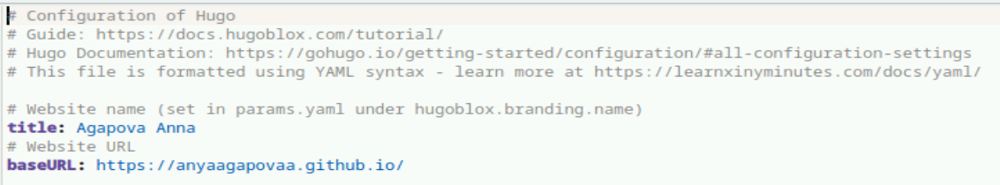 # Configuration of Hugo
# Guide: https://docs.hugoblox.com/tutorial/
# Hugo Documentation: https://gohugo.io/getting-started/configuration/#all-configuration-settings
# This file is formatted using YAML syntax - learn more at https://learnxinyminutes.com/docs/yaml/
# Website name (set in params.yaml under hugoblox.branding.name)
title: Agapova Anna
# Website URL
baseURL: https://anyaagapovaa.github.io/